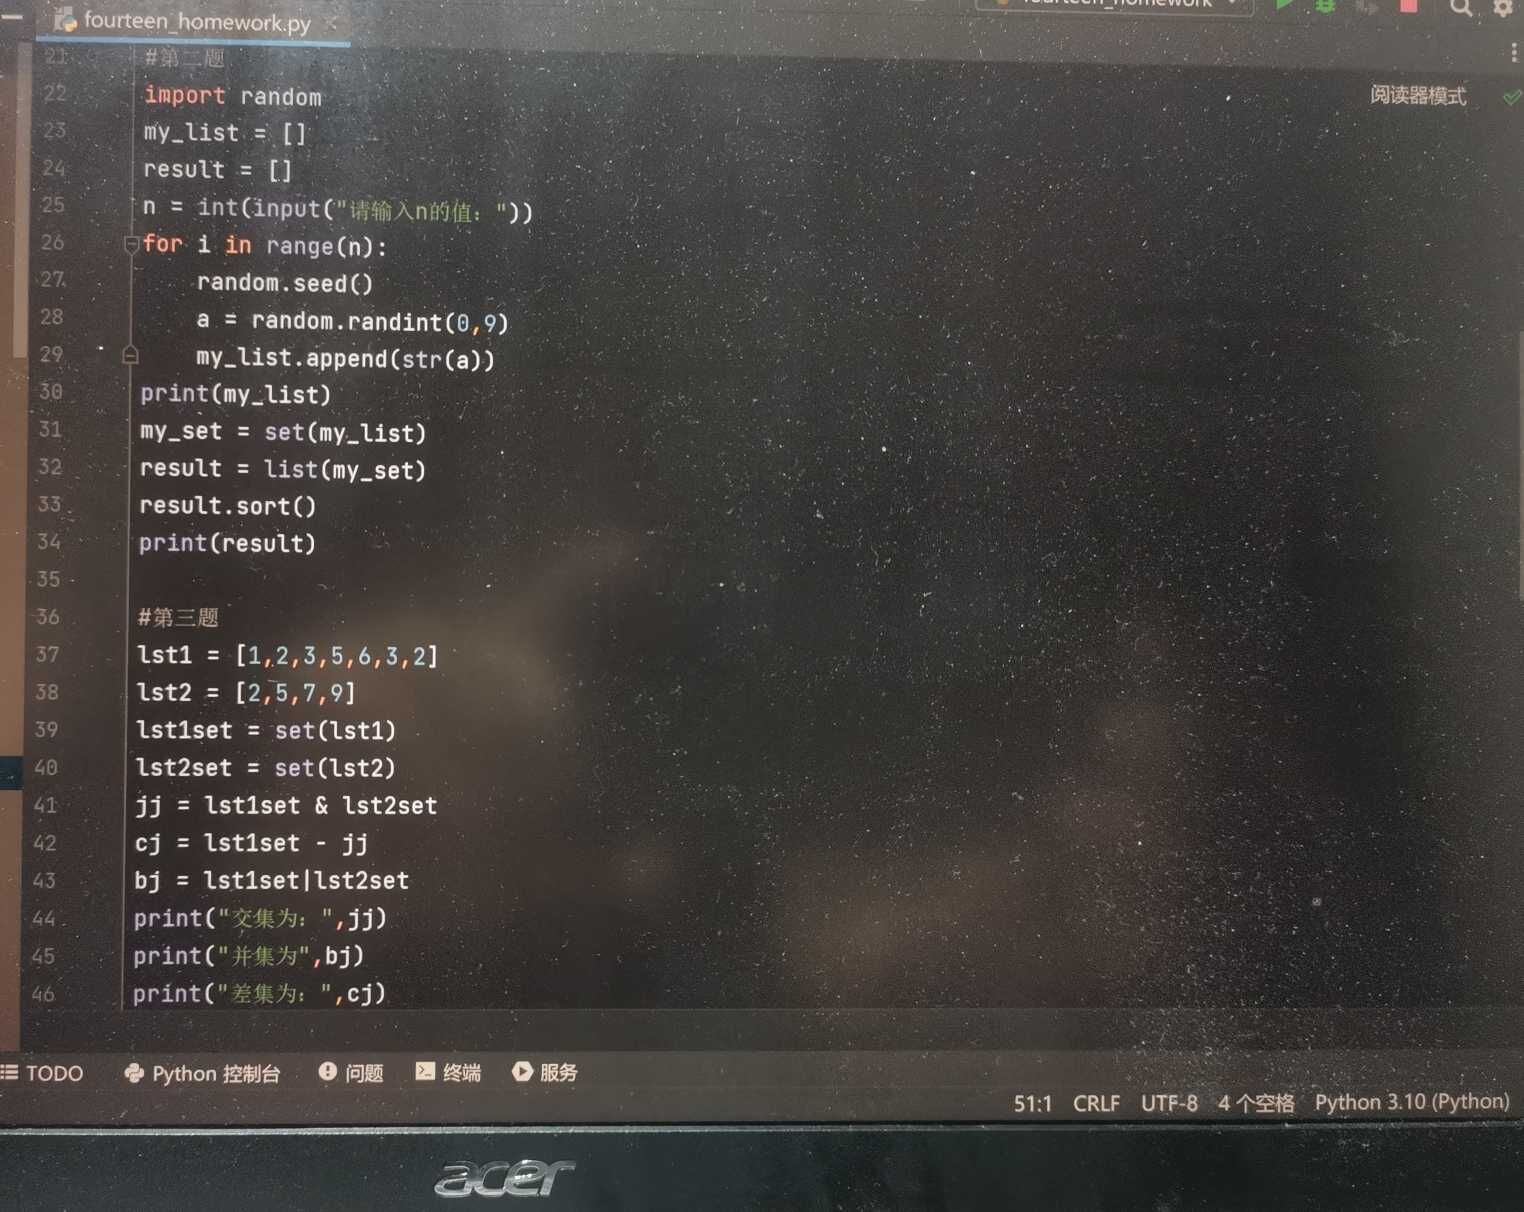 fourteen_homework.py
fourteen_homework
阅读器模式
21 #第二题
22 import random
23 my_list = []
24 result = []
25 n = int(input("请输入n的值："))
26 for i in range(n):
27 random.seed()
28 a = random.randint(0,9)
29 my_list.append(str(a))
30 print(my_list)
31 my_set = set(my_list)
32 result = list(my_set)
33 result.sort()
34 print(result)
35
36 #第三题
37 lst1 = [1,2,3,5,6,3,2]
38 lst2 = [2,5,7,9]
39 lst1set = set(lst1)
40 lst2set = set(lst2)
41 jj = lst1set & lst2set
42 cj = lst1set - jj
43 bj = lst1set|lst2set
44 print("交集为：",jj)
45 print("并集为",bj)
46 print("差集为：",cj)
TODO Python 控制台 问题 终端 服务
51:1 CRLF UTF-8 4 个空格 Python 3.10 (Python)
acer